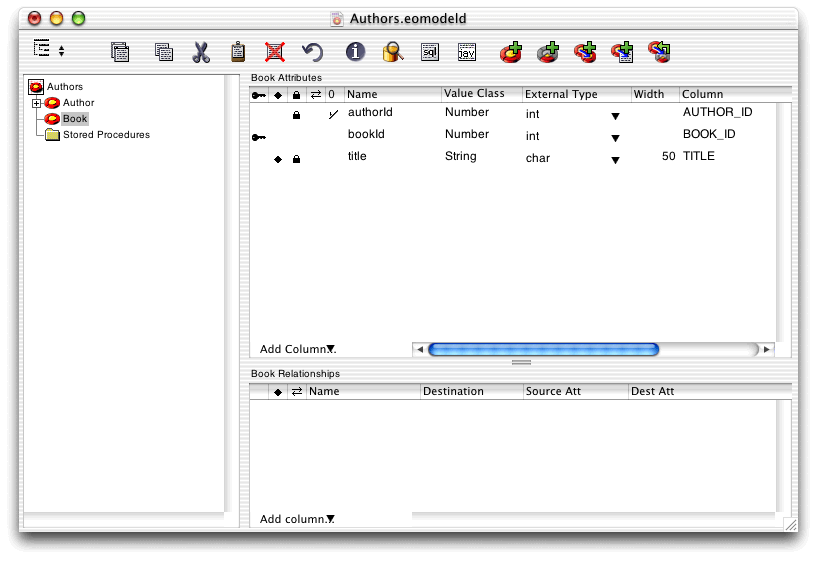 Authors.eomodeld
sql
jav
Authors
Author
Book
Stored Procedures
Book Attributes
0 Name Value Class External Type Width Column
authorId Number int AUTHOR_ID
bookId Number int BOOK_ID
title String char 50 TITLE
Add Column...
Book Relationships
Name Destination Source Att Dest Att
Add column...